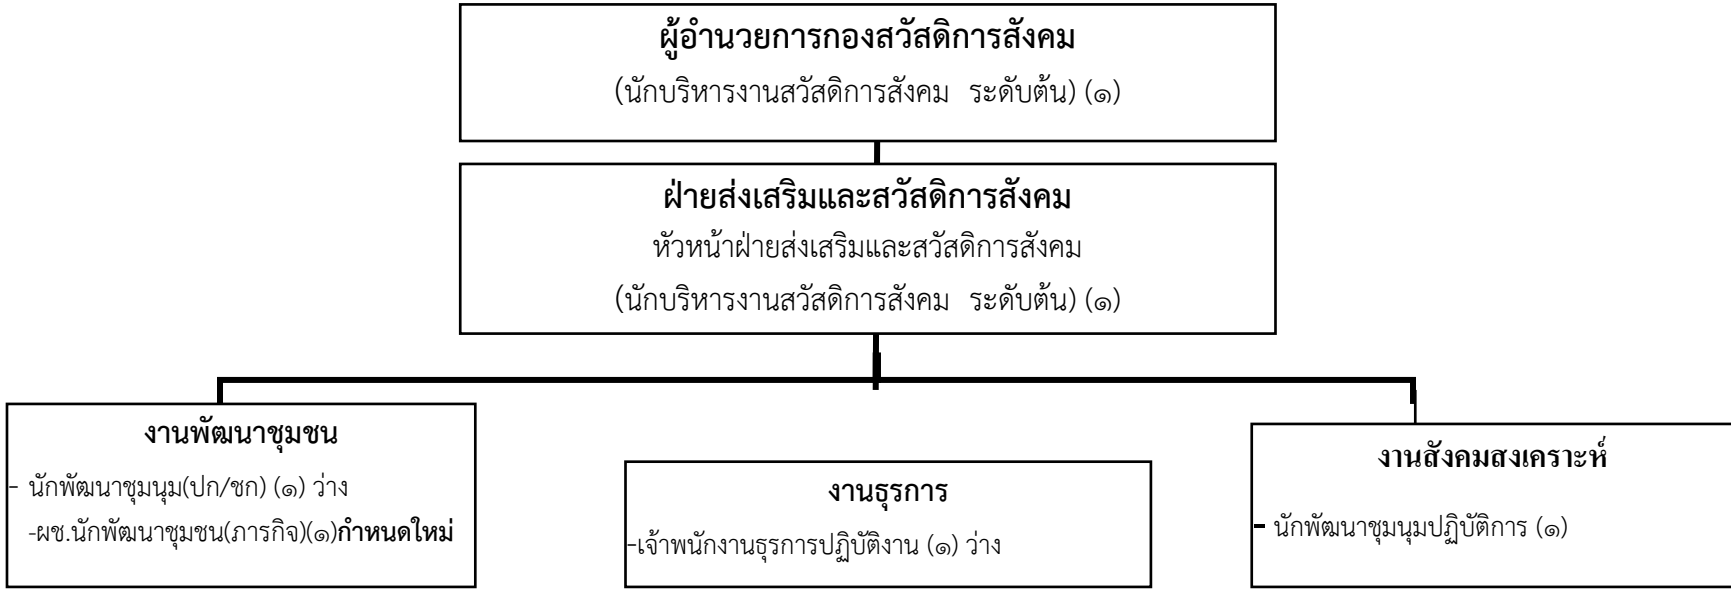 ผู้อำนวยการกองสวัสดิการสังคม
(นักบริหารงานสวัสดิการสังคม ระดับต้น) (๑)
ฝ่ายส่งเสริมและสวัสดิการสังคม
หัวหน้าฝ่ายส่งเสริมและสวัสดิการสังคม
(นักบริหารงานสวัสดิการสังคม ระดับต้น) (๑)
งานพัฒนาชุมชน
- นักพัฒนาชุมนุม(ปก/ชก) (๑) ว่าง
-ผช.นักพัฒนาชุมชน(ภารกิจ)(๑)กำหนดใหม่
งานธุรการ
-เจ้าพนักงานธุรการปฏิบัติงาน (๑) ว่าง
งานสังคมสงเคราะห์
- นักพัฒนาชุมนุมปฏิบัติการ (๑)